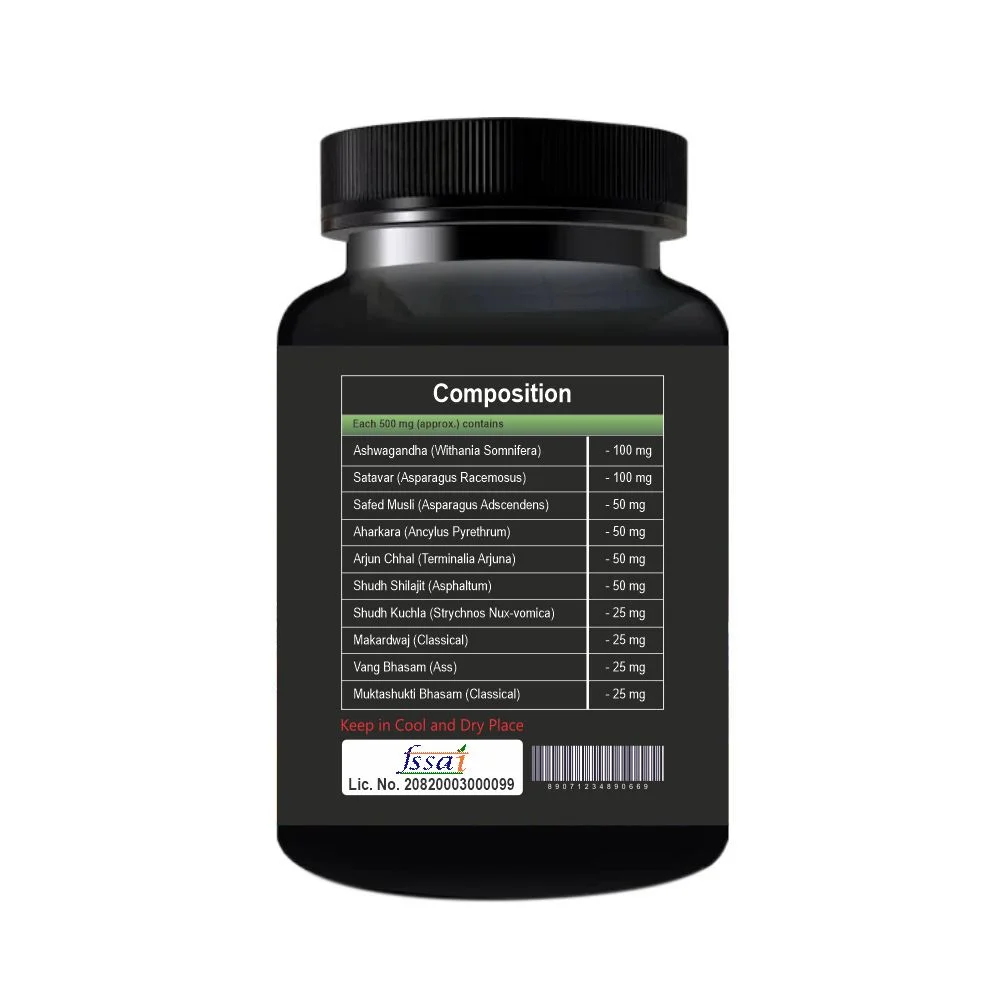 Composition
Each 500 mg (approx.) contains
Ashwagandha (Withania Somnifera) - 100 mg
Satavar (Asparagus Racemosus) - 100 mg
Safed Musli (Asparagus Adscendens) - 50 mg
Aharkara (Ancylus Pyrethrum) - 50 mg
Arjun Chhal (Terminalia Arjuna) - 50 mg
Shudh Shilajit (Asphaltum) - 50 mg
Shudh Kuchla (Strychnos Nux-vomica) - 25 mg
Makardwaj (Classical) - 25 mg
Vang Bhasam (Ass) - 25 mg
Muktashukti Bhasam (Classical) - 25 mg
Keep in Cool and Dry Place
fssai
Lic. No. 20820003000099
89071234890669